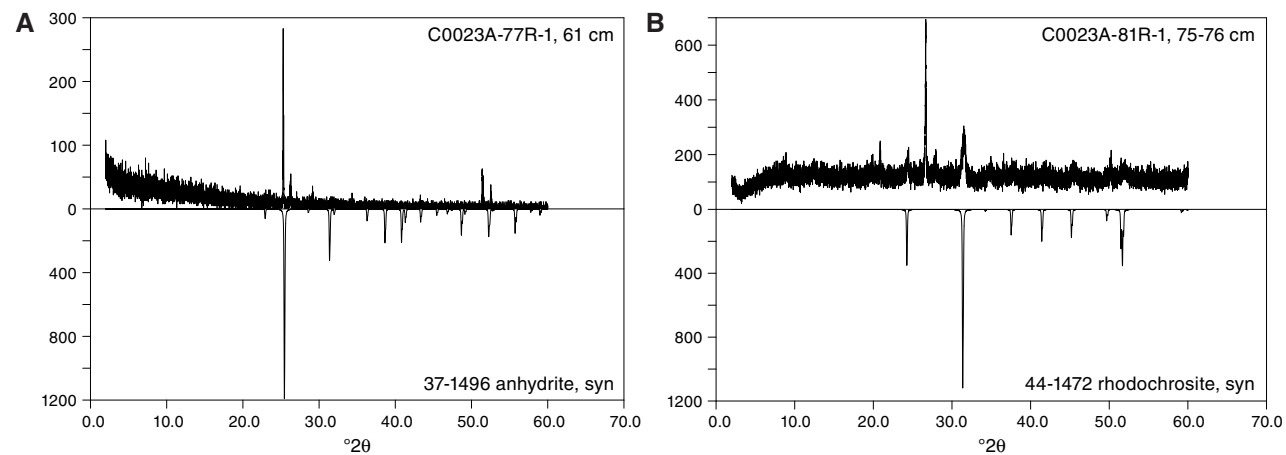 A
C0023A-77R-1, 61 cm
300
200
100
0
400
800
1200
37-1496 anhydrite, syn
0.0 10.0 20.0 30.0 40.0 50.0 60.0 70.0
°2θ
B
C0023A-81R-1, 75-76 cm
600
400
200
0
400
800
1200
44-1472 rhodochrosite, syn
0.0 10.0 20.0 30.0 40.0 50.0 60.0 70.0
°2θ